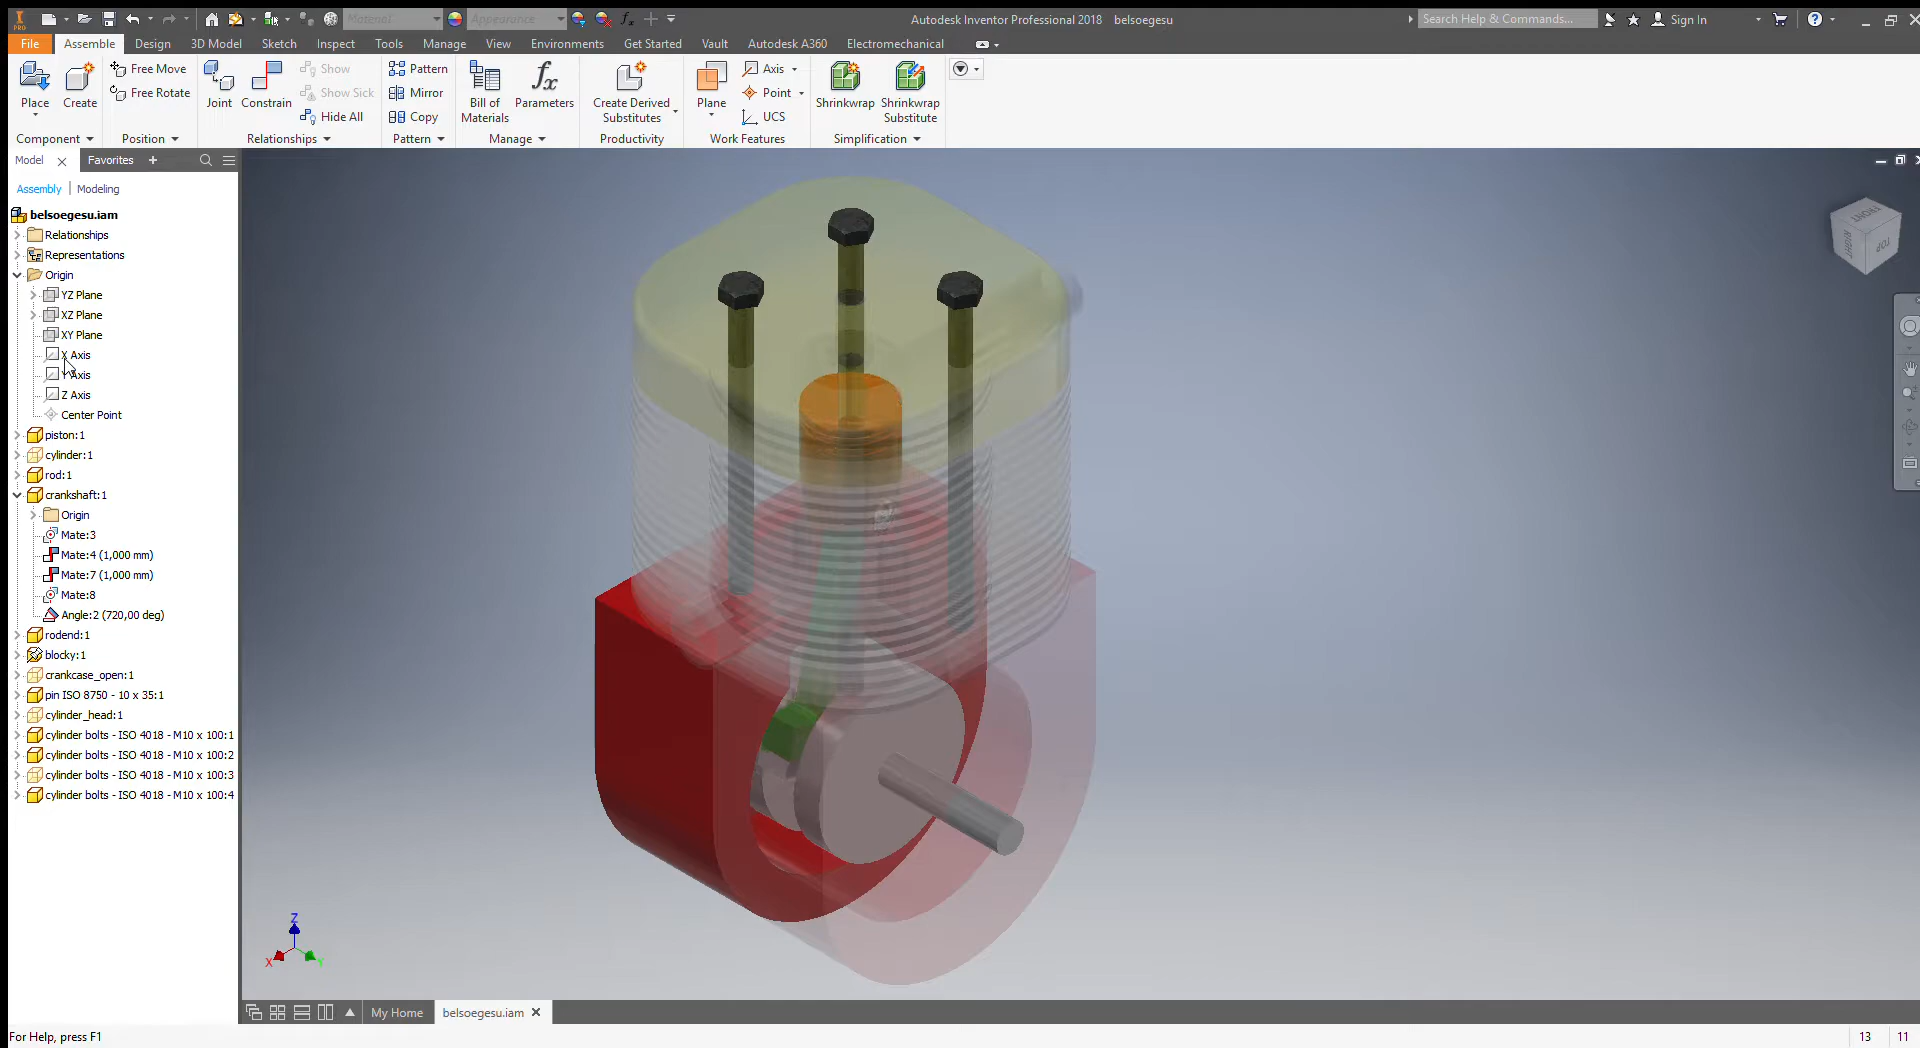 Material
Appearance
Autodesk Inventor Professional 2018 belsoegesu
Search Help & Commands...
Sign In
PRO
File Assemble Design 3D Model Sketch Inspect Tools Manage View Environments Get Started Vault Autodesk A360 Electromechanical
Place
Create
Free Move
Free Rotate
Joint
Constrain
Show
Show Sick
Hide All
Pattern
Mirror
Copy
Bill of
Materials
Parameters
Create Derived
Substitutes
Plane
Axis
Point
UCS
Shrinkwrap
Shrinkwrap
Substitute
Component Position Relationships Pattern Manage Productivity Work Features Simplification
Model Favorites
Assembly Modeling
belsoegesu.iam
Relationships
Representations
Origin
YZ Plane
XZ Plane
XY Plane
X Axis
Y Axis
Z Axis
Center Point
piston:1
cylinder:1
rod:1
crankshaft:1
Origin
Mate:3
Mate:4 (1,000 mm)
Mate:7 (1,000 mm)
Mate:8
Angle:2 (720,00 deg)
rodend:1
blocky:1
crankcase_open:1
pin ISO 8750 - 10 x 35:1
cylinder_head:1
cylinder bolts - ISO 4018 - M10 x 100:1
cylinder bolts - ISO 4018 - M10 x 100:2
cylinder bolts - ISO 4018 - M10 x 100:3
cylinder bolts - ISO 4018 - M10 x 100:4
FRONT
RIGHT
TOP
Z
X
Y
My Home
belsoegesu.iam
For Help, press F1
13 11